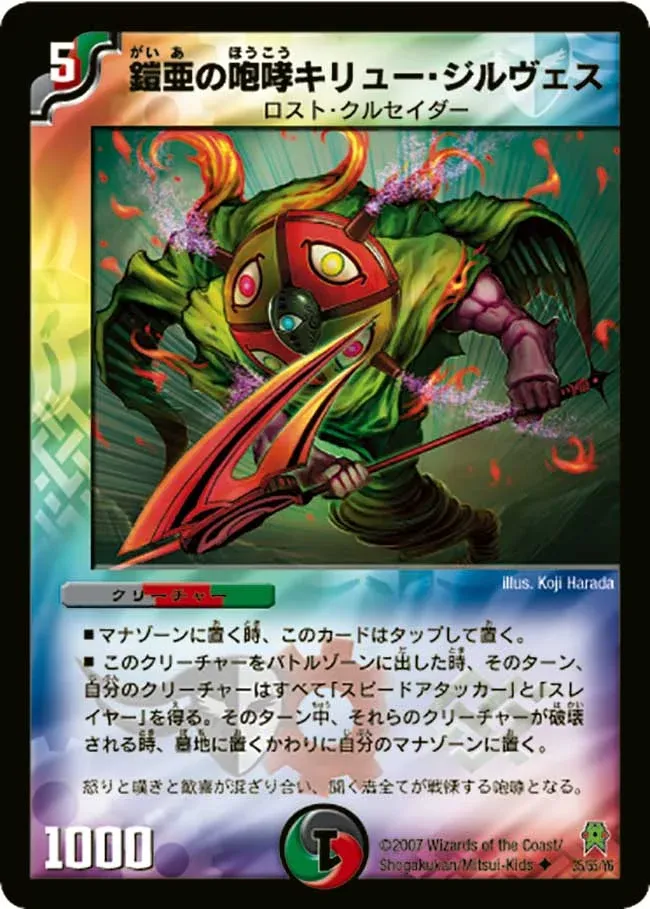 5
がい あ ほうこう
鎧亜の咆哮キリュー・ジルヴェス
ロスト・クルセイダー
illus. Koji Harada
クリーチャー
■マナゾーンに置く時、このカードはタップして置く。
■このクリーチャーをバトルゾーンに出した時、そのターン、
自分のクリーチャーはすべて「スピードアタッカー」と「スレ
イヤー」を得る。そのターン中、それらのクリーチャーが破壊
される時、墓地に置くかわりに自分のマナゾーンに置く。
怒りと嘆きと歓喜が混ざり合い、聞く者全てが戦慄する咆哮となる。
1000
©2007 Wizards of the Coast/
Shogakukan/Mitsui-Kids
35/55/Y6